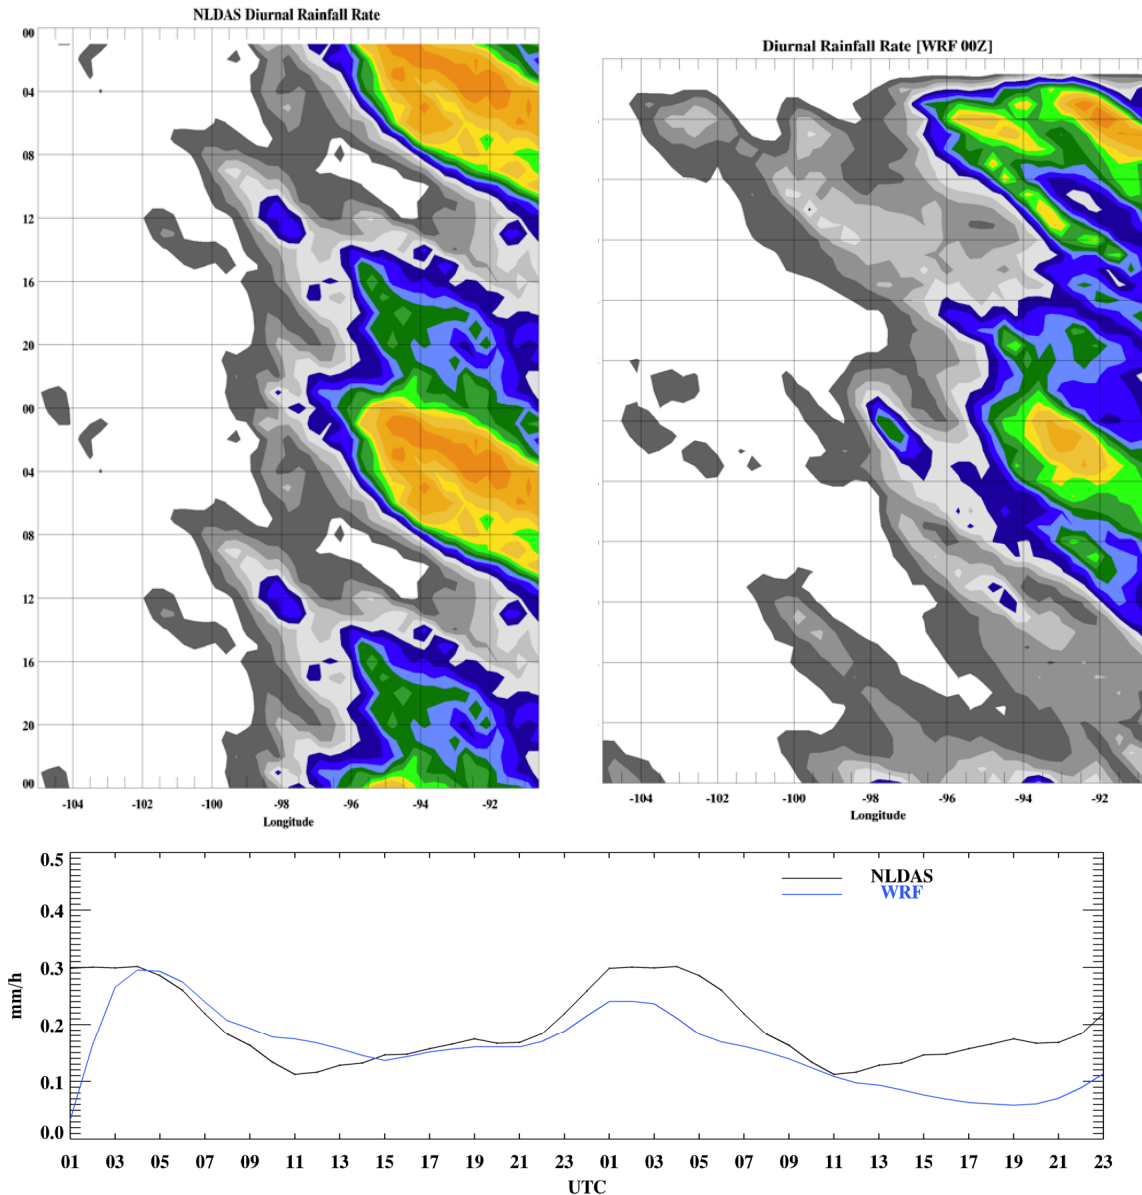 NLDAS Diurnal Rainfall Rate
00
04
08
12
16
20
00
04
08
12
16
20
00
-104 -102 -100 -98 -96 -94 -92
Longitude
Diurnal Rainfall Rate [WRF 00Z]
-104 -102 -100 -98 -96 -94 -92
Longitude
0.5
0.4
0.3
0.2
0.1
0.0
mm/h
NLDAS
WRF
01 03 05 07 09 11 13 15 17 19 21 23 01 03 05 07 09 11 13 15 17 19 21 23
UTC